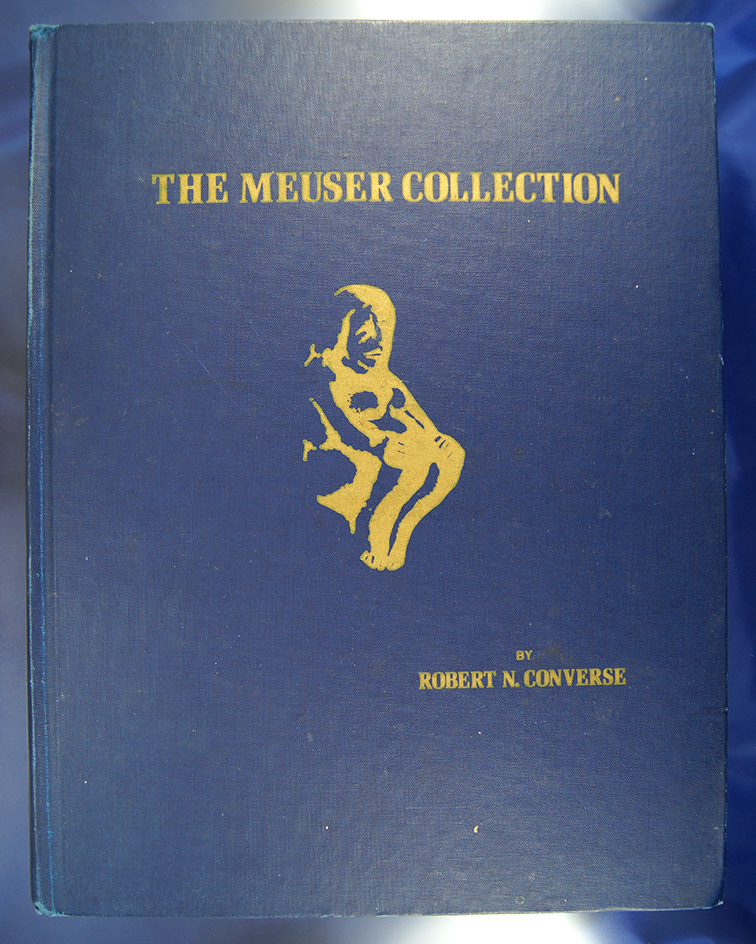 THE MEUSER COLLECTION
BY
ROBERT N. CONVERSE